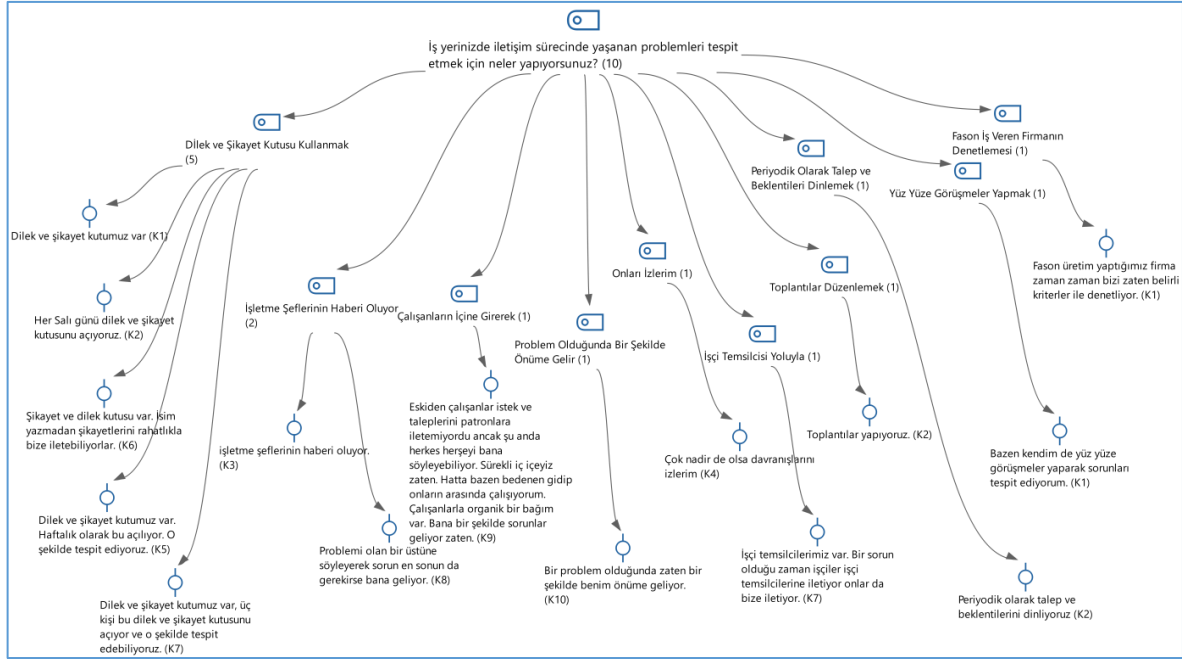 İş yerinizde iletişim sürecinde yaşanan problemleri tespit
etmek için neler yapıyorsunuz? (10)
Dİlek ve Şikayet Kutusu Kullanmak
(5)
Dilek ve şikayet kutumuz var (K1)
Her Salı günü dilek ve şikayet
kutusunu açıyoruz. (K2)
Şikayet ve dilek kutusu var. İsim
yazmadan şikayetlerini rahatlıkla
bize iletebiliyorlar. (K6)
Dilek ve şikayet kutumuz var.
Haftalık olarak bu açılıyor. O
şekilde tespit ediyoruz. (K5)
Dilek ve şikayet kutumuz var, üç
kişi bu dilek ve şikayet kutusunu
açıyor ve o şekilde tespit
edebiliyoruz. (K7)
İşletme Şeflerinin Haberi Oluyor
(2)
işletme şeflerinin haberi oluyor.
(K3)
Problemi olan bir üstüne
söyleyerek sorun en sonun da
gerekirse bana geliyor. (K8)
Çalışanların İçine Girerek (1)
Eskiden çalışanlar istek ve
taleplerini patronlara
iletemiyordu ancak şu anda
herkes herşeyi bana
söyleyebiliyor. Sürekli iç içeyiz
zaten. Hatta bazen bedenen gidip
onların arasında çalışıyorum.
Çalışanlarla organik bir bağım
var. Bana bir şekilde sorunlar
geliyor zaten. (K9)
Problem Olduğunda Bir Şekilde
Önüme Gelir (1)
Bir problem olduğunda zaten bir
şekilde benim önüme geliyor.
(K10)
Onları İzlerim (1)
Çok nadir de olsa davranışlarını
izlerim (K4)
İşçi Temsilcisi Yoluyla (1)
İşçi temsilcilerimiz var. Bir sorun
olduğu zaman işçiler işçi
temsilcilerine iletiyor onlar da
bize iletiyor. (K7)
Toplantılar Düzenlemek (1)
Toplantılar yapıyoruz. (K2)
Periyodik Olarak Talep ve
Beklentileri Dinlemek (1)
Periyodik olarak talep ve
beklentilerini dinliyoruz (K2)
Yüz Yüze Görüşmeler Yapmak (1)
Bazen kendim de yüz yüze
görüşmeler yaparak sorunları
tespit ediyorum. (K1)
Fason İş Veren Firmanın
Denetlemesi (1)
Fason üretim yaptığımız firma
zaman zaman bizi zaten belirli
kriterler ile denetliyor. (K1)